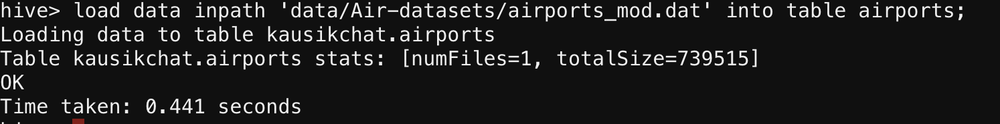 hive> load data inpath 'data/Air-datasets/airports_mod.dat' into table airports;
Loading data to table kausikchat.airports
Table kausikchat.airports stats: [numFiles=1, totalSize=739515]
OK
Time taken: 0.441 seconds